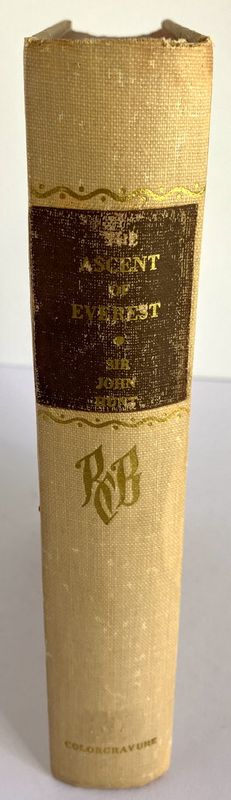 THE
ASCENT
OF
EVEREST
SIR
JOHN
HUNT
RCB
COLORGRAVURE